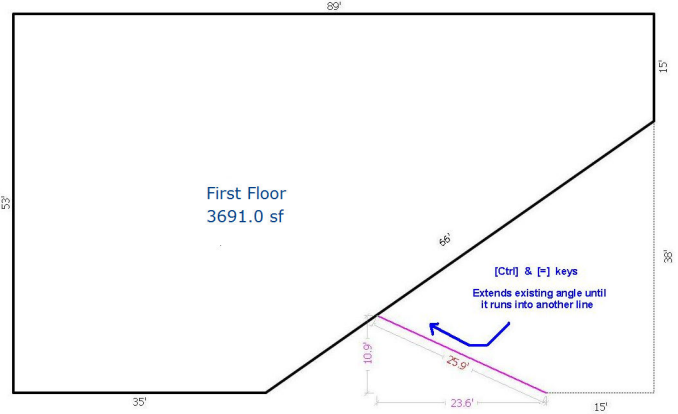 89'
15'
53'
First Floor
3691.0 sf
66'
38'
[Ctrl] & [=] keys
Extends existing angle until
it runs into another line
10.9'
25.9'
35'
23.6'
15'